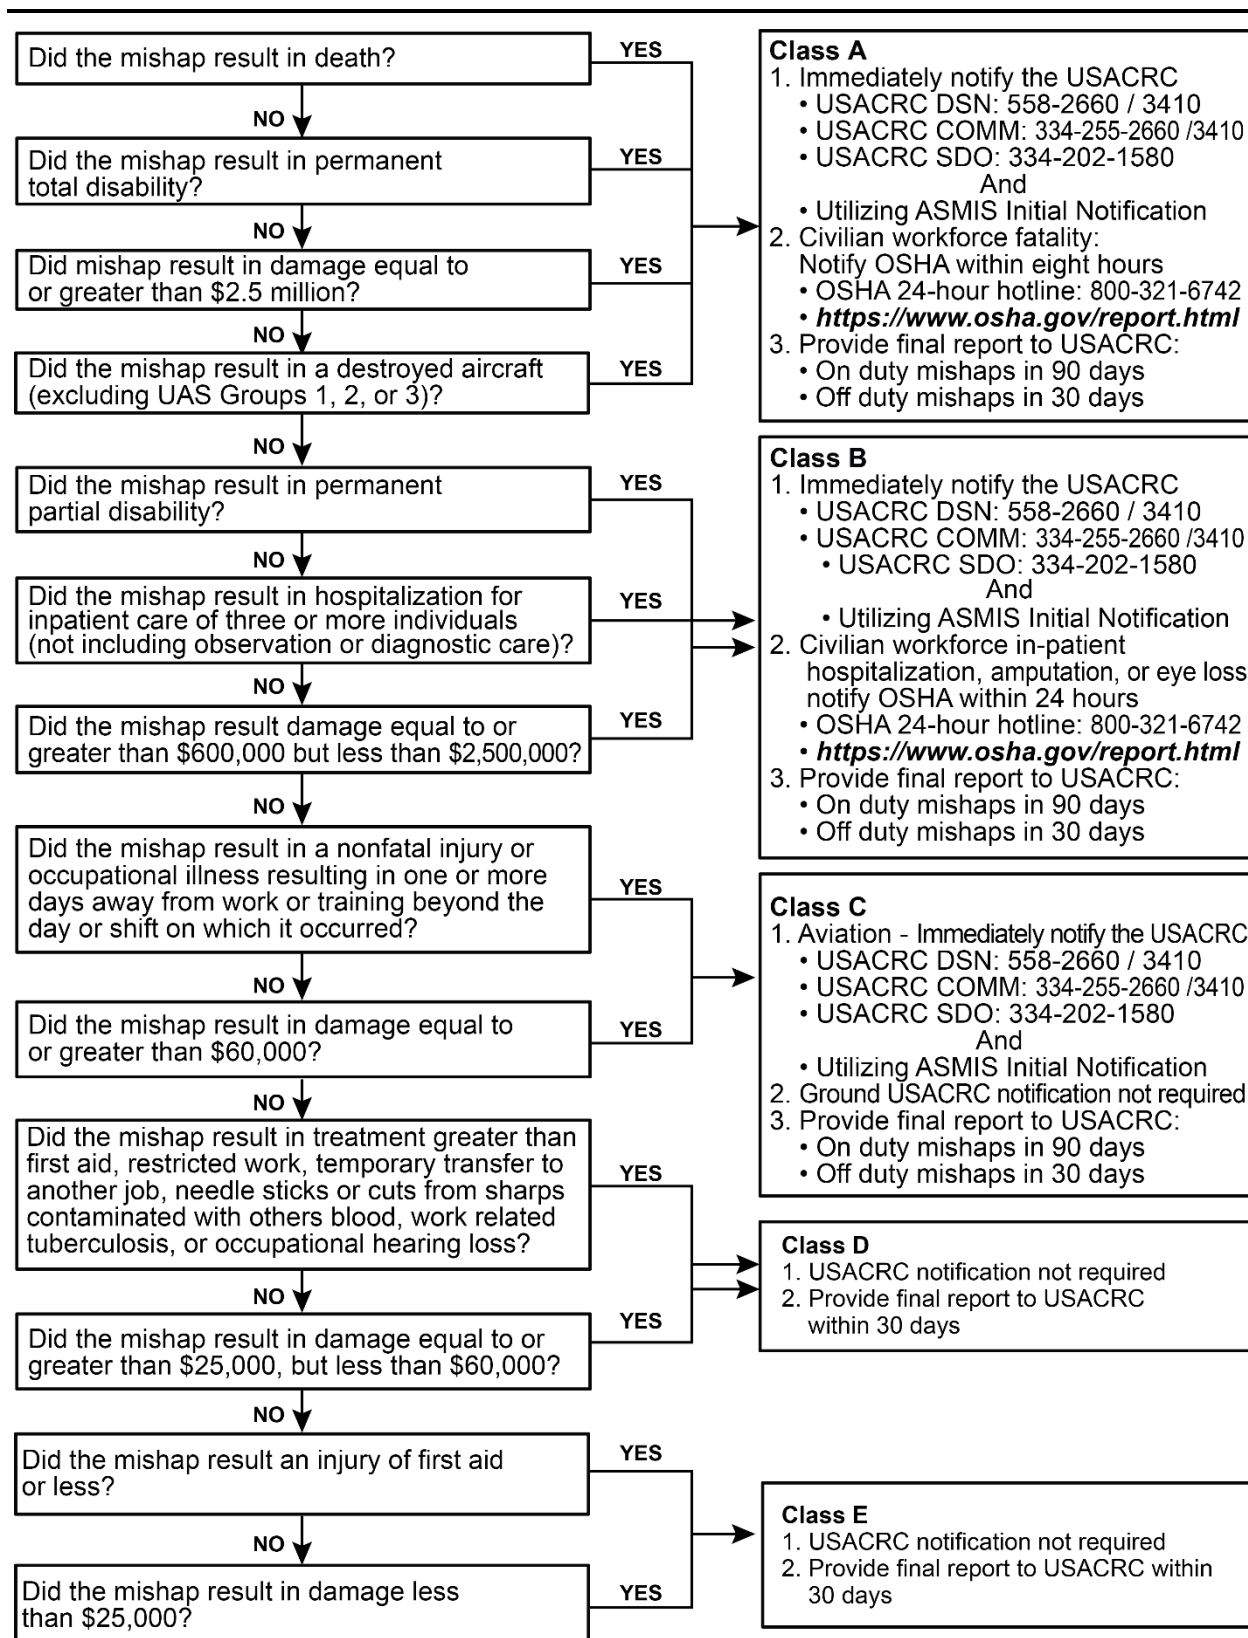 Did the mishap result in death?
YES
NO
Did the mishap result in permanent
total disability?
YES
NO
Did mishap result in damage equal to
or greater than $2.5 million?
YES
NO
Did the mishap result in a destroyed aircraft
(excluding UAS Groups 1, 2, or 3)?
YES
Class A
1. Immediately notify the USACRC
• USACRC DSN: 558-2660 / 3410
• USACRC COMM: 334-255-2660 /3410
• USACRC SDO: 334-202-1580
And
• Utilizing ASMIS Initial Notification
2. Civilian workforce fatality:
Notify OSHA within eight hours
• OSHA 24-hour hotline: 800-321-6742
• https://www.osha.gov/report.html
3. Provide final report to USACRC:
• On duty mishaps in 90 days
• Off duty mishaps in 30 days
NO
Did the mishap result in permanent
partial disability?
YES
NO
Did the mishap result in hospitalization for
inpatient care of three or more individuals
(not including observation or diagnostic care)?
YES
NO
Did the mishap result damage equal to or
greater than $600,000 but less than $2,500,000?
YES
Class B
1. Immediately notify the USACRC
• USACRC DSN: 558-2660 / 3410
• USACRC COMM: 334-255-2660 /3410
• USACRC SDO: 334-202-1580
And
• Utilizing ASMIS Initial Notification
2. Civilian workforce in-patient
hospitalization, amputation, or eye loss
notify OSHA within 24 hours
• OSHA 24-hour hotline: 800-321-6742
• https://www.osha.gov/report.html
3. Provide final report to USACRC:
• On duty mishaps in 90 days
• Off duty mishaps in 30 days
NO
Did the mishap result in a nonfatal injury or
occupational illness resulting in one or more
days away from work or training beyond the
day or shift on which it occurred?
YES
NO
Did the mishap result in damage equal to
or greater than $60,000?
YES
Class C
1. Aviation - Immediately notify the USACRC
• USACRC DSN: 558-2660 / 3410
• USACRC COMM: 334-255-2660 /3410
• USACRC SDO: 334-202-1580
And
• Utilizing ASMIS Initial Notification
2. Ground USACRC notification not required
3. Provide final report to USACRC:
• On duty mishaps in 90 days
• Off duty mishaps in 30 days
NO
Did the mishap result in treatment greater than
first aid, restricted work, temporary transfer to
another job, needle sticks or cuts from sharps
contaminated with others blood, work related
tuberculosis, or occupational hearing loss?
YES
NO
Did the mishap result in damage equal to or
greater than $25,000, but less than $60,000?
YES
Class D
1. USACRC notification not required
2. Provide final report to USACRC
within 30 days
NO
Did the mishap result an injury of first aid
or less?
YES
NO
Did the mishap result in damage less
than $25,000?
YES
Class E
1. USACRC notification not required
2. Provide final report to USACRC within
30 days